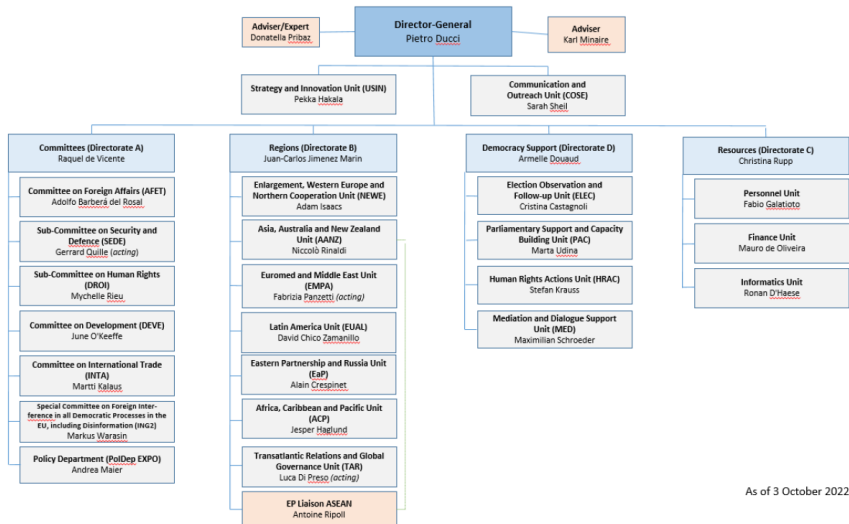 Adviser/Expert
Donatella Pribaz
Director-General
Pietro Ducci
Adviser
Karl Minaire
Strategy and Innovation Unit (USIN)
Pekka Hakala
Communication and
Outreach Unit (COSE)
Sarah Sheil
Committees (Directorate A)
Raquel de Vicente
Committee on Foreign Affairs (AFET)
Adolfo Barberá del Rosal
Sub-Committee on Security and
Defence (SEDE)
Gerrard Quille (acting)
Sub-Committee on Human Rights
(DROI)
Mychelle Rieu
Committee on Development (DEVE)
June O'Keeffe
Committee on International Trade
(INTA)
Martti Kalaus
Special Committee on Foreign Inter-
ference in all Democratic Processes in the
EU, including Disinformation (ING2)
Markus Warasin
Policy Department (PolDep EXPO)
Andrea Maier
Regions (Directorate B)
Juan-Carlos Jimenez Marin
Enlargement, Western Europe and
Northern Cooperation Unit (NEWE)
Adam Isaacs
Asia, Australia and New Zealand
Unit (AANZ)
Niccolò Rinaldi
Euromed and Middle East Unit
(EMPA)
Fabrizia Panzetti (acting)
Latin America Unit (EUAL)
David Chico Zamanillo
Eastern Partnership and Russia Unit
(EaP)
Alain Crespinet
Africa, Caribbean and Pacific Unit
(ACP)
Jesper Haglund
Transatlantic Relations and Global
Governance Unit (TAR)
Luca Di Preso (acting)
EP Liaison ASEAN
Antoine Ripoll
Democracy Support (Directorate D)
Armelle Douaud
Election Observation and
Follow-up Unit (ELEC)
Cristina Castagnoli
Parliamentary Support and Capacity
Building Unit (PAC)
Marta Udina
Human Rights Actions Unit (HRAC)
Stefan Krauss
Mediation and Dialogue Support
Unit (MED)
Maximilian Schroeder
Resources (Directorate C)
Christina Rupp
Personnel Unit
Fabio Galatioto
Finance Unit
Mauro de Oliveira
Informatics Unit
Ronan D'Haese
As of 3 October 2022